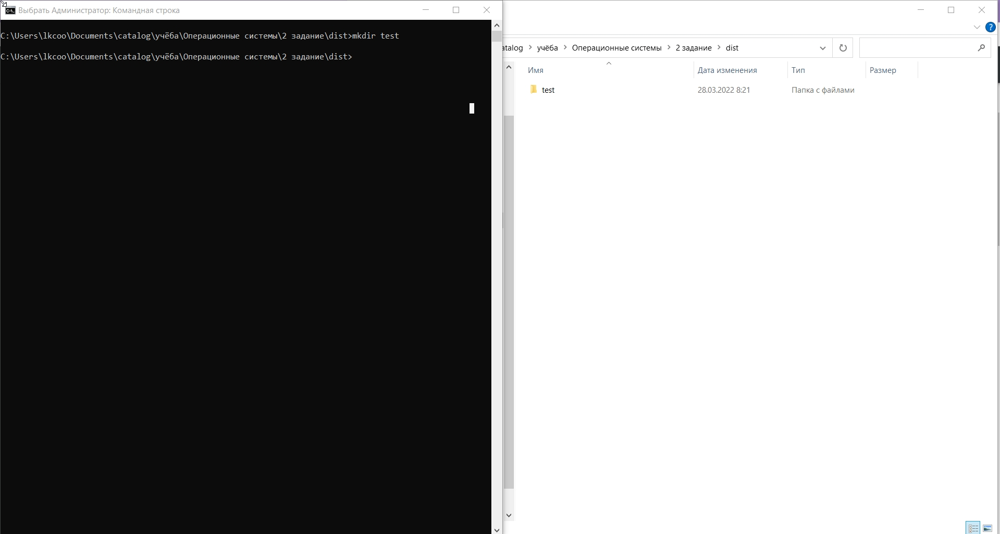 Выбрать Администратор: Командная строка
C:\Users\lkcoo\Documents\catalog\учёба\Операционные системы\2 задание\dist>mkdir test
C:\Users\lkcoo\Documents\catalog\учёба\Операционные системы\2 задание\dist>
atalog > учёба > Операционные системы > 2 задание > dist
Имя Дата изменения Тип Размер
test 28.03.2022 8:21 Папка с файлами